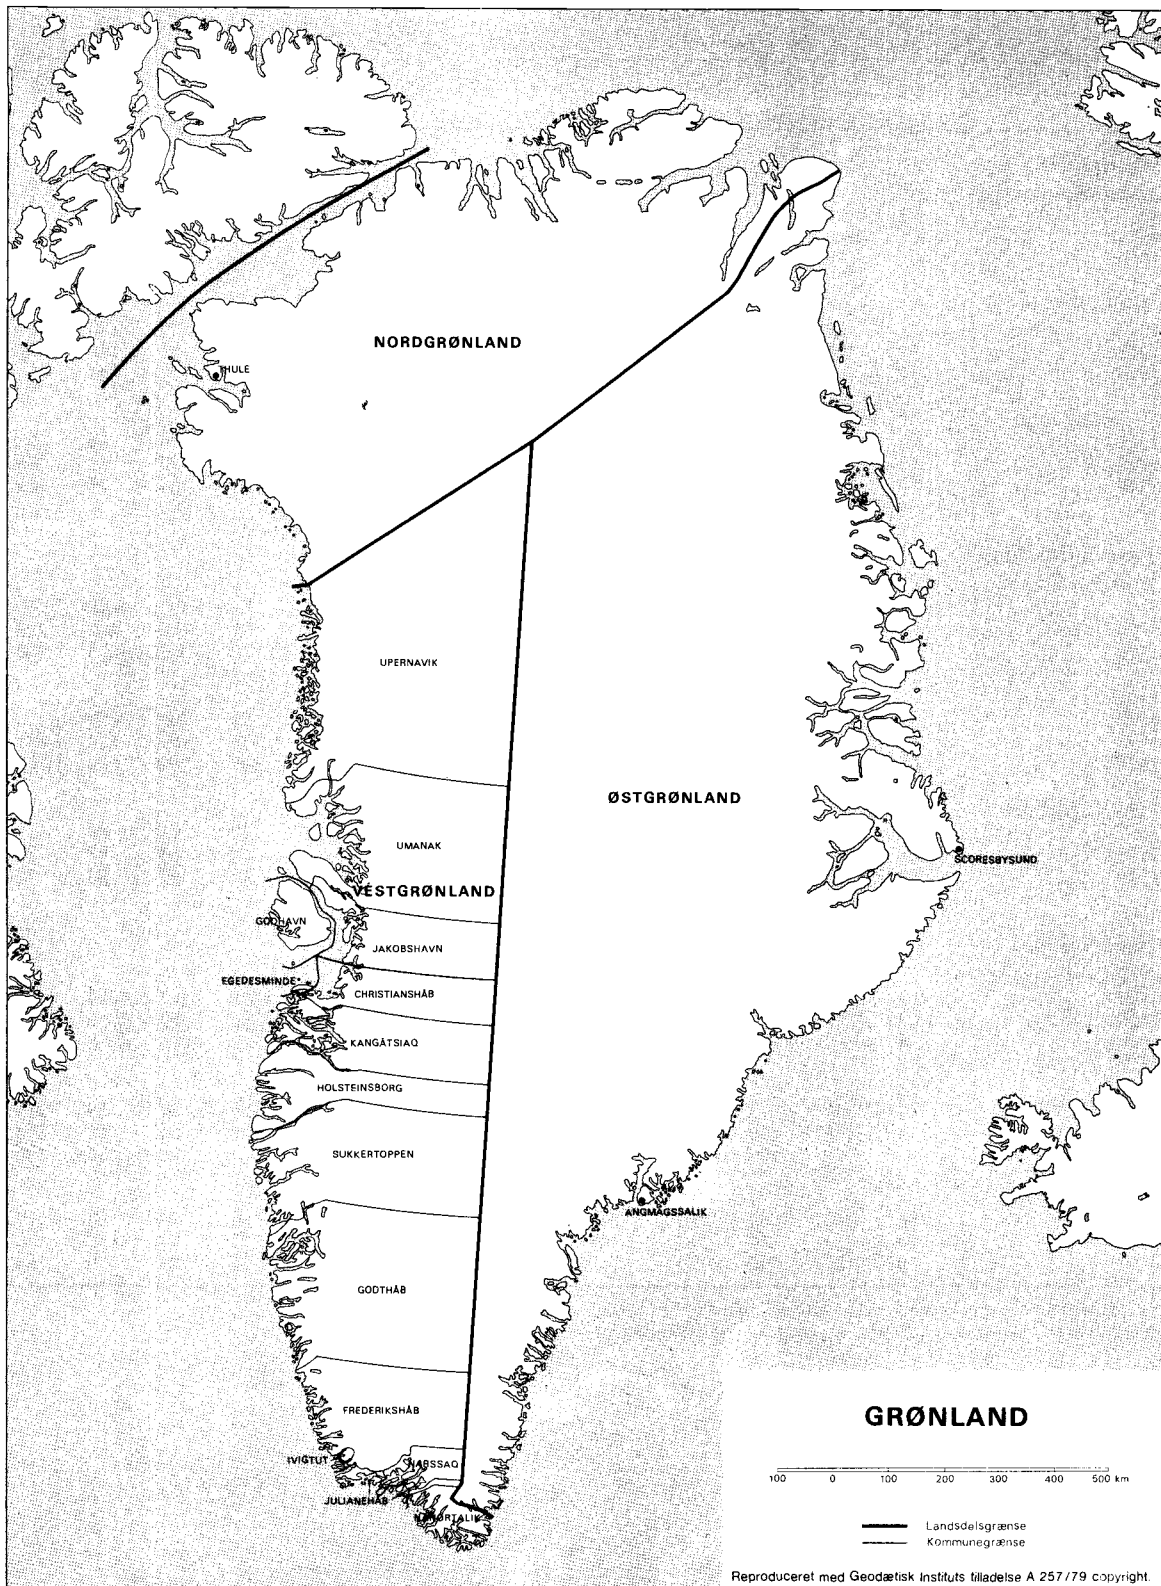 NORDGRØNLAND
THULE
UPERNAVIK
ØSTGRØNLAND
UMANAK
SCORESBYSUND
VESTGRØNLAND
GODHAVN
JAKOBSHAVN
EGEDESMINDE
CHRISTIANSHÅB
KANGÅTSIAQ
HOLSTEINSBORG
SUKKERTOPPEN
ANGMAGSSALIK
GODTHÅB
FREDERIKSHÅB
GRØNLAND
IVIGTUT
NARSSAQ
100 0 100 200 300 400 500 km
JULIANEHÅB
NANORTALIK
Landsdelsgrænse
Kommunegrænse
Reproduceret med Geodætisk Instituts tilladelse A 257/79 copyright.